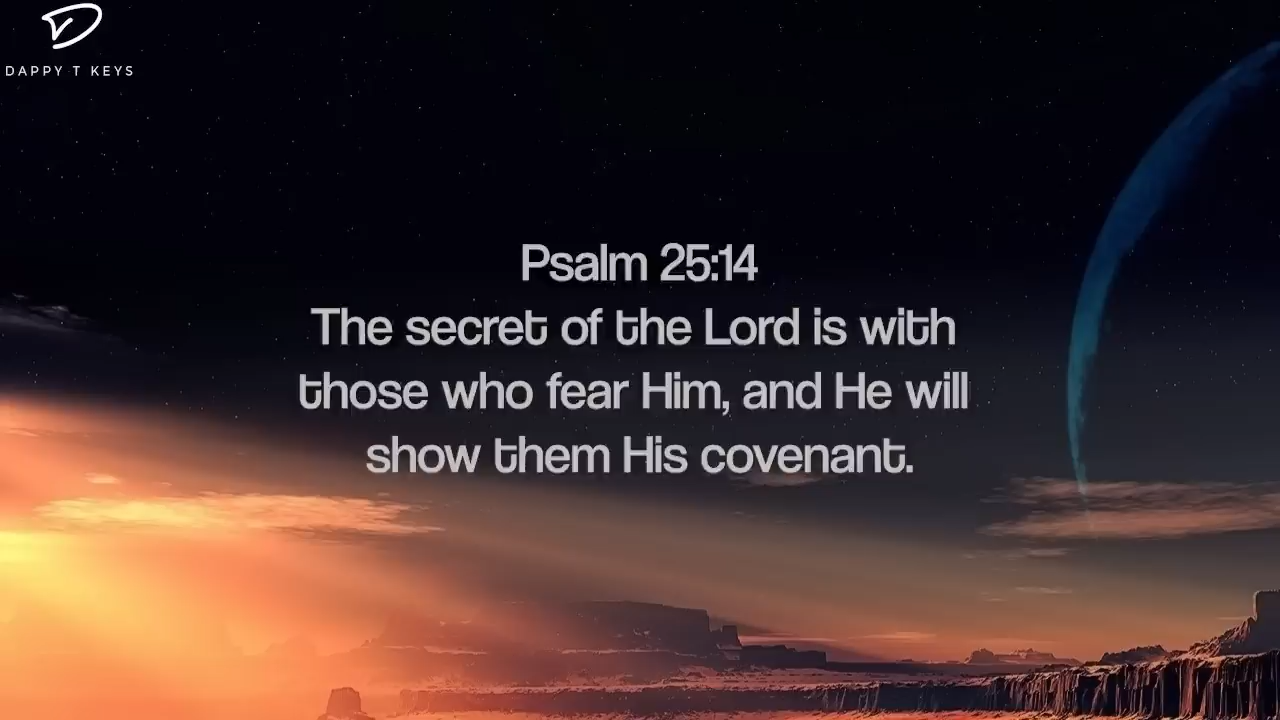 DAPPY T KEYS
Psalm 25:14
The secret of the Lord is with
those who fear Him, and He will
show them His covenant.